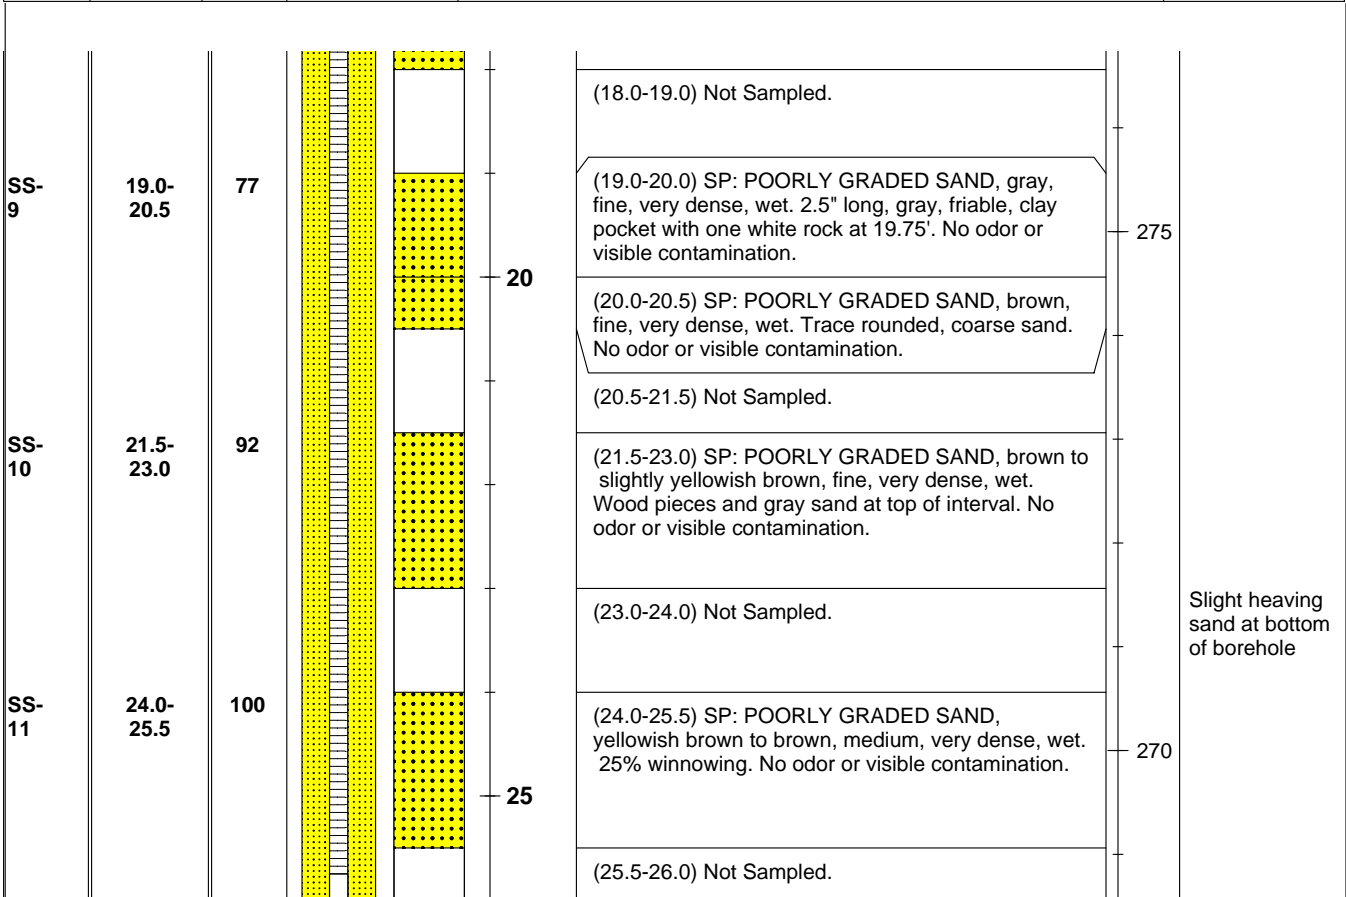 (18.0-19.0) Not Sampled.
SS-
9
19.0-
20.5
77
(19.0-20.0) SP: POORLY GRADED SAND, gray,
fine, very dense, wet. 2.5" long, gray, friable, clay
pocket with one white rock at 19.75'. No odor or
visible contamination.
275
20
(20.0-20.5) SP: POORLY GRADED SAND, brown,
fine, very dense, wet. Trace rounded, coarse sand.
No odor or visible contamination.
(20.5-21.5) Not Sampled.
SS-
10
21.5-
23.0
92
(21.5-23.0) SP: POORLY GRADED SAND, brown to
slightly yellowish brown, fine, very dense, wet.
Wood pieces and gray sand at top of interval. No
odor or visible contamination.
(23.0-24.0) Not Sampled.
Slight heaving
sand at bottom
of borehole
SS-
11
24.0-
25.5
100
(24.0-25.5) SP: POORLY GRADED SAND,
yellowish brown to brown, medium, very dense, wet.
25% winnowing. No odor or visible contamination.
270
25
(25.5-26.0) Not Sampled.